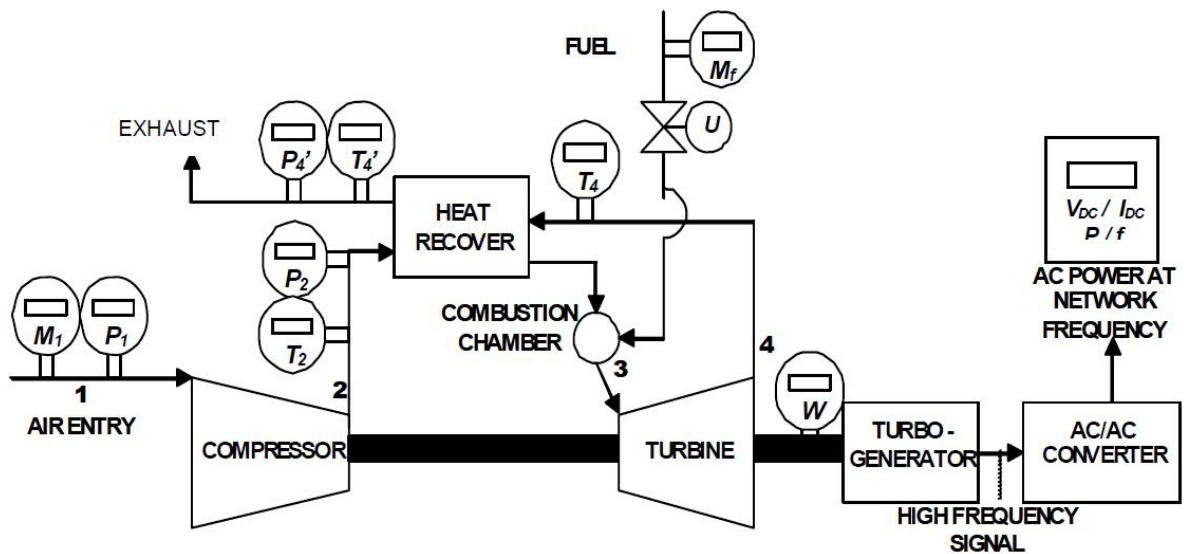 FUEL
Mf
U
EXHAUST
P4'
T4'
T4
HEAT
RECOVER
VDC / IDC
P / f
AC POWER AT
NETWORK
FREQUENCY
P2
T2
COMBUSTION
CHAMBER
M1
P1
1
AIR ENTRY
2
3
4
W
COMPRESSOR
TURBINE
TURBO -
GENERATOR
AC/AC
CONVERTER
HIGH FREQUENCY
SIGNAL